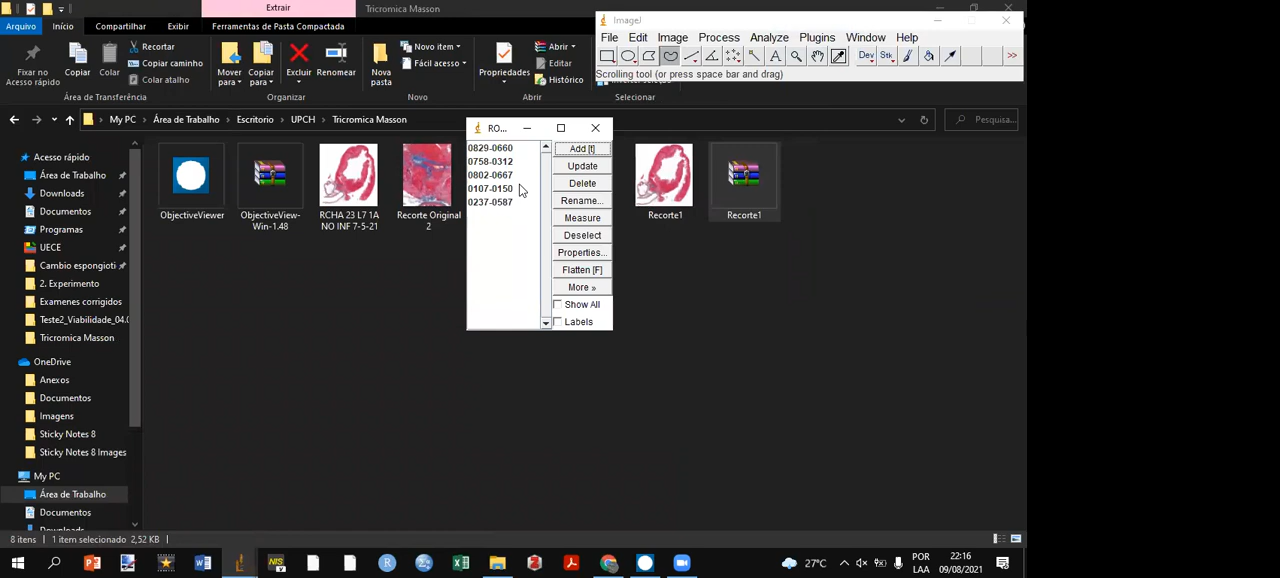 Extrair
Tricromica Masson
Arquivo
Início
Compartilhar
Exibir
Ferramentas de Pasta Compactada
Fixar no
Acesso rápido
Copiar
Colar
Recortar
Copiar caminho
Colar atalho
Área de Transferência
Mover
para
Copiar
para
Excluir
Renomear
Organizar
Nova
pasta
Novo item
Fácil acesso
Novo
Propriedades
Abrir
Editar
Histórico
Abrir
Selecionar
ImageJ
File Edit Image Process Analyze Plugins Window Help
A
Dev
Stk
>>
Scrolling tool (or press space bar and drag)
My PC
Área de Trabalho
Escritorio
UPCH
Tricromica Masson
Pesquisa...
Acesso rápido
Área de Trabalho
Downloads
Documentos
Programas
UECE
Cambio espongioti
2. Experimento
Examenes corrigidos
Teste2_Viabilidade_04.0
Tricromica Masson
OneDrive
Anexos
Documentos
Imagens
Sticky Notes 8
Sticky Notes 8 Images
My PC
Área de Trabalho
Documentos
Downloads
ObjectiveViewer
ObjectiveView-
Win-1.48
RCHA 23 L7 1A
NO INF 7-5-21
Recorte Original
2
Recorte1
Recorte1
RO...
0829-0660
0758-0312
0802-0667
0107-0150
0237-0587
Add [t]
Update
Delete
Rename...
Measure
Deselect
Properties...
Flatten [F]
More »
Show All
Labels
8 itens
1 item selecionado 2,52 KB
NIS
27°C
POR
LAA
22:16
09/08/2021